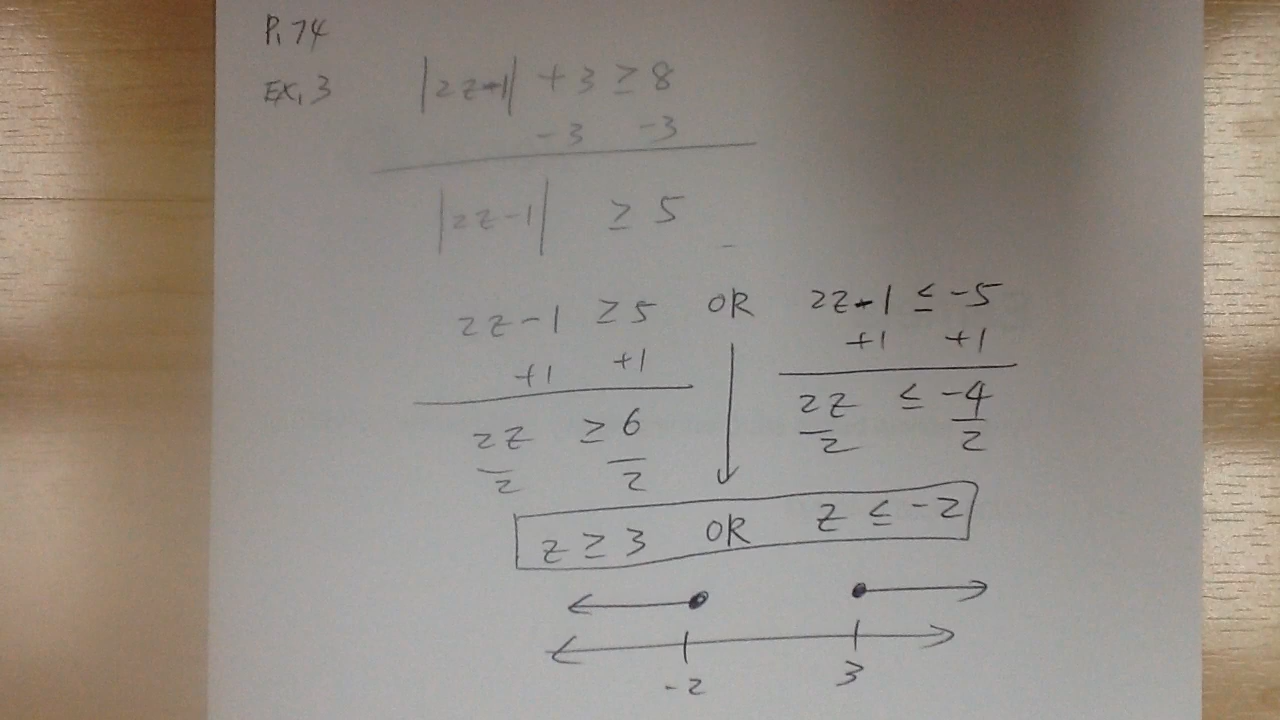 P. 74
Ex. 3 |2z-1| + 3 ≥ 8
-3 -3
|2z-1| ≥ 5
2z-1 ≥ 5 OR 2z-1 ≤ -5
+1 +1 +1 +1
2z ≥ 6 2z ≤ -4
2 2 2 2
z ≥ 3 OR z ≤ -2
-2 3